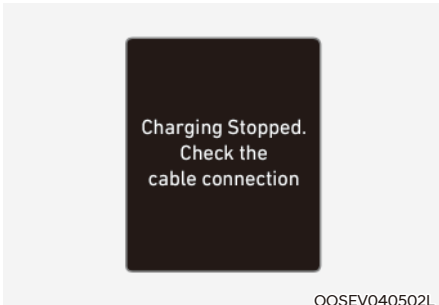 Charging Stopped.
Check the
cable connection
OOSEV040502L